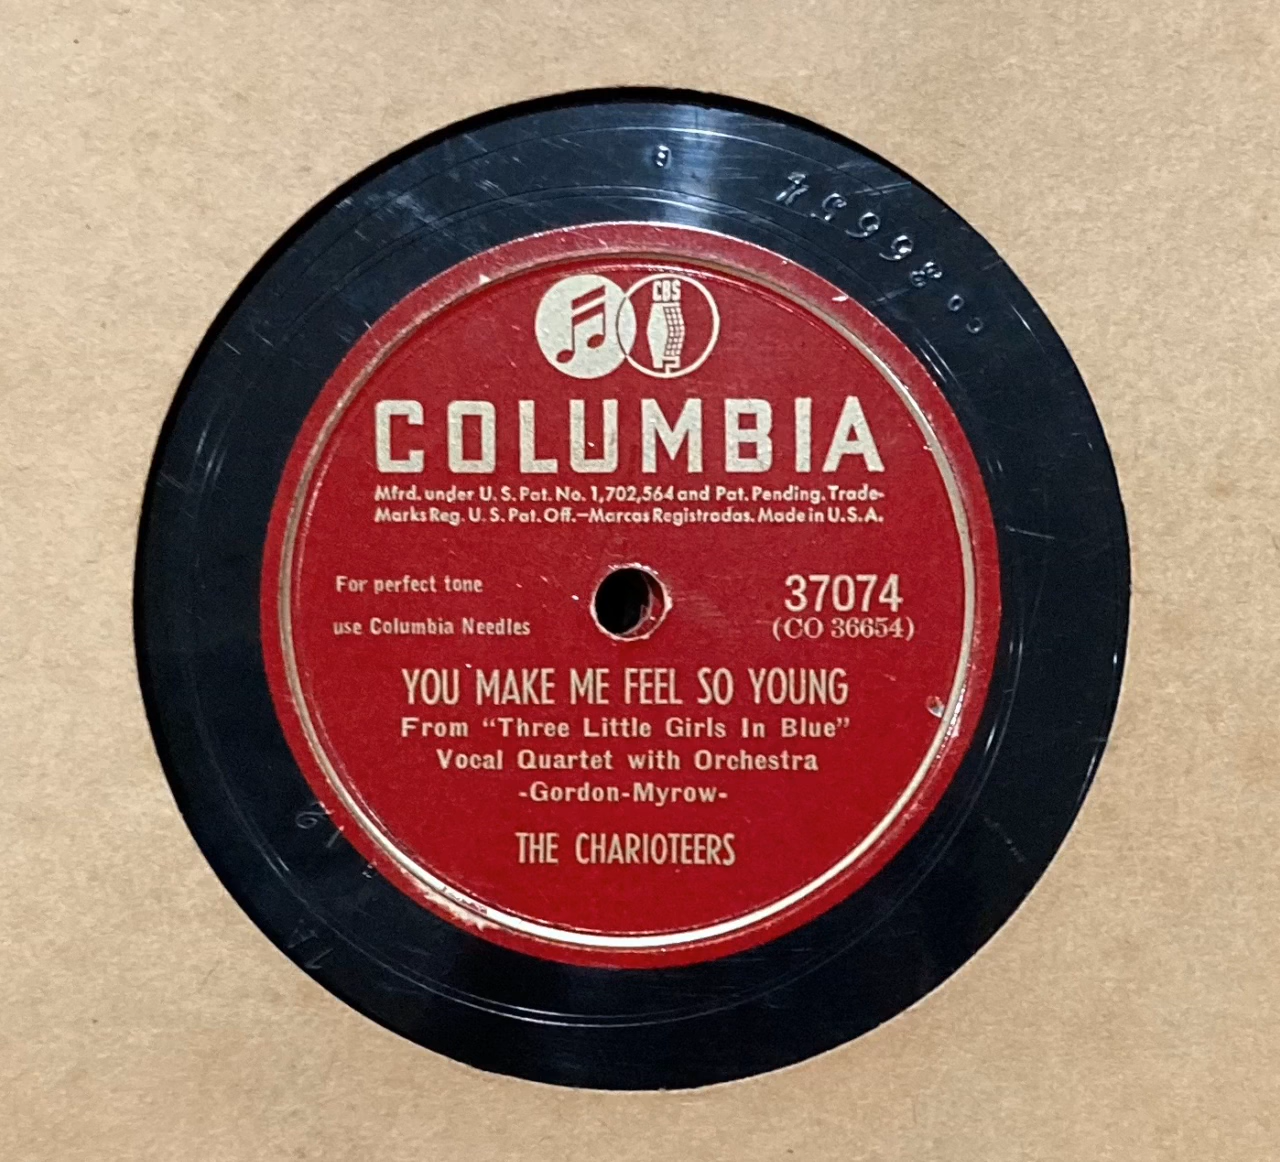 CBS
COLUMBIA
Mfrd. under U. S. Pat. No. 1,702,564 and Pat. Pending. Trade-
Marks Reg. U. S. Pat. Off.—Marcas Registradas. Made in U. S. A.
For perfect tone
use Columbia Needles
37074
(CO 36654)
YOU MAKE ME FEEL SO YOUNG
From "Three Little Girls In Blue"
Vocal Quartet with Orchestra
-Gordon-Myrow-
THE CHARIOTEERS